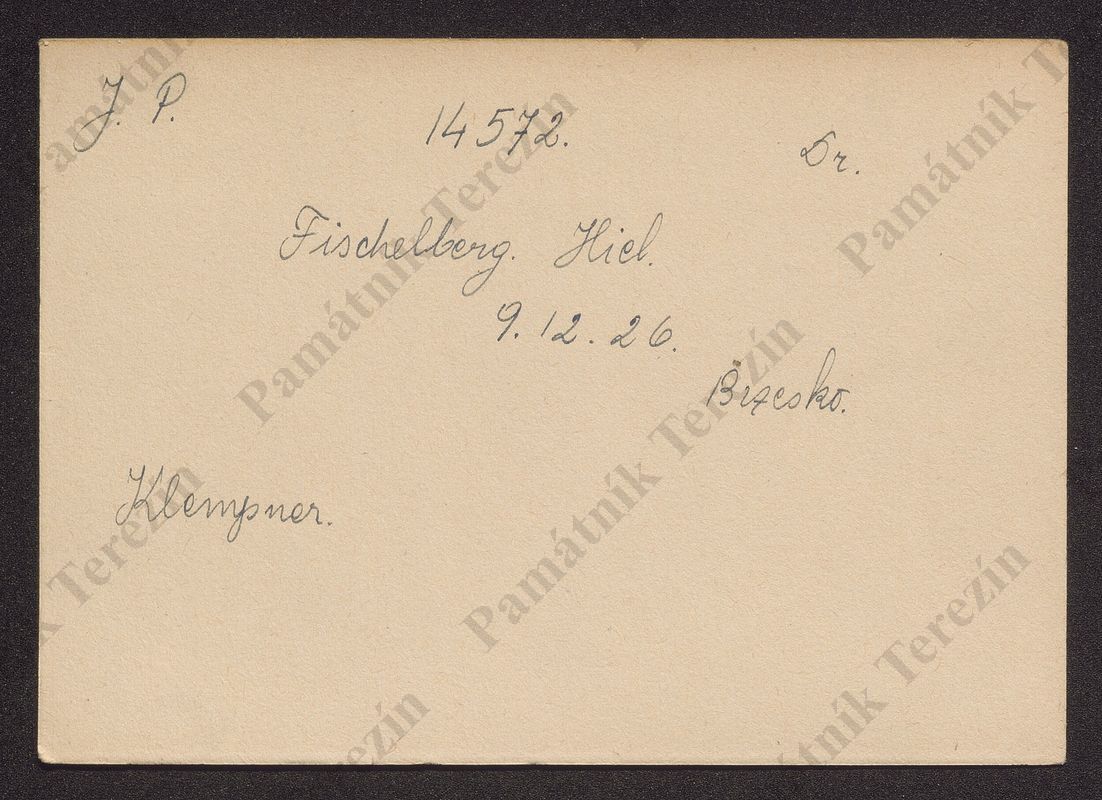 J. P.
14572.
Dr.
Fischelberg. Hiel.
9. 12. 26.
Brzesko.
Klempner.
Památník Terezín